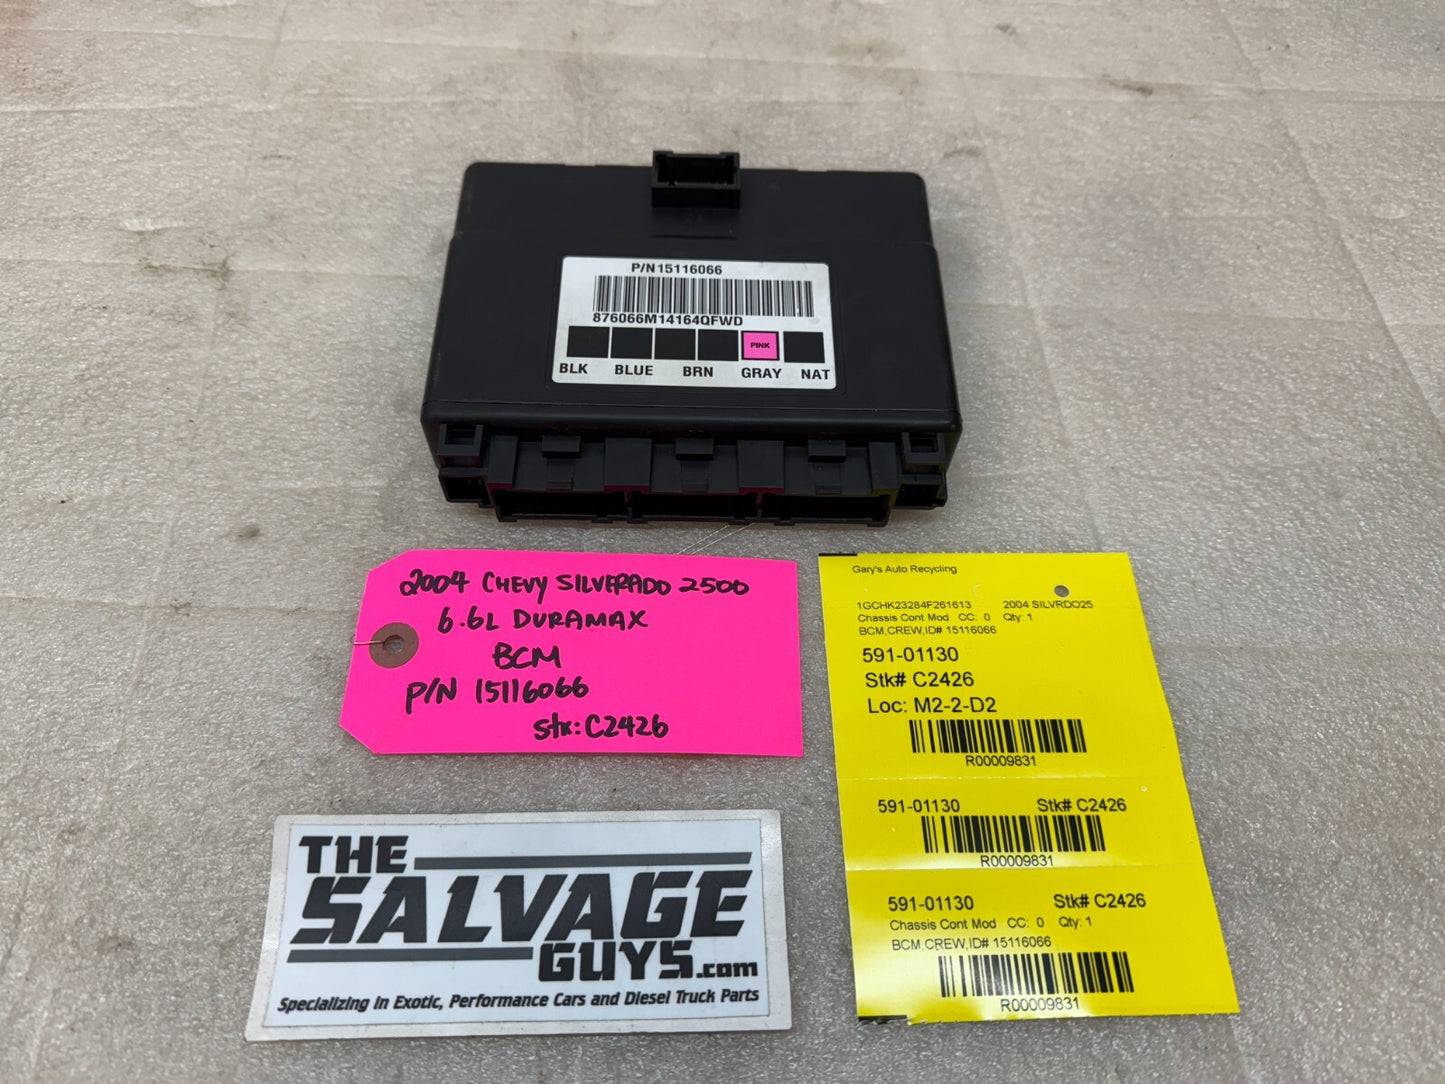 P/N15116066
876066M14164QFWD
PINK
BLK BLUE BRN GRAY NAT
2004 CHEVY SILVERADO 2500
6.6L DURAMAX
BCM
P/N 15116066
stk: C2426
Gary's Auto Recycling
1GCHK23284F261613 2004 SILVRDO25
Chassis Cont Mod CC: 0 Qty: 1
BCM,CREW,ID# 15116066
591-01130
Stk# C2426
Loc: M2-2-D2
R00009831
591-01130 Stk# C2426
R00009831
591-01130 Stk# C2426
Chassis Cont Mod CC: 0 Qty: 1
BCM,CREW,ID# 15116066
R00009831
THE
SALVAGE
GUYS.com
Specializing in Exotic, Performance Cars and Diesel Truck Parts